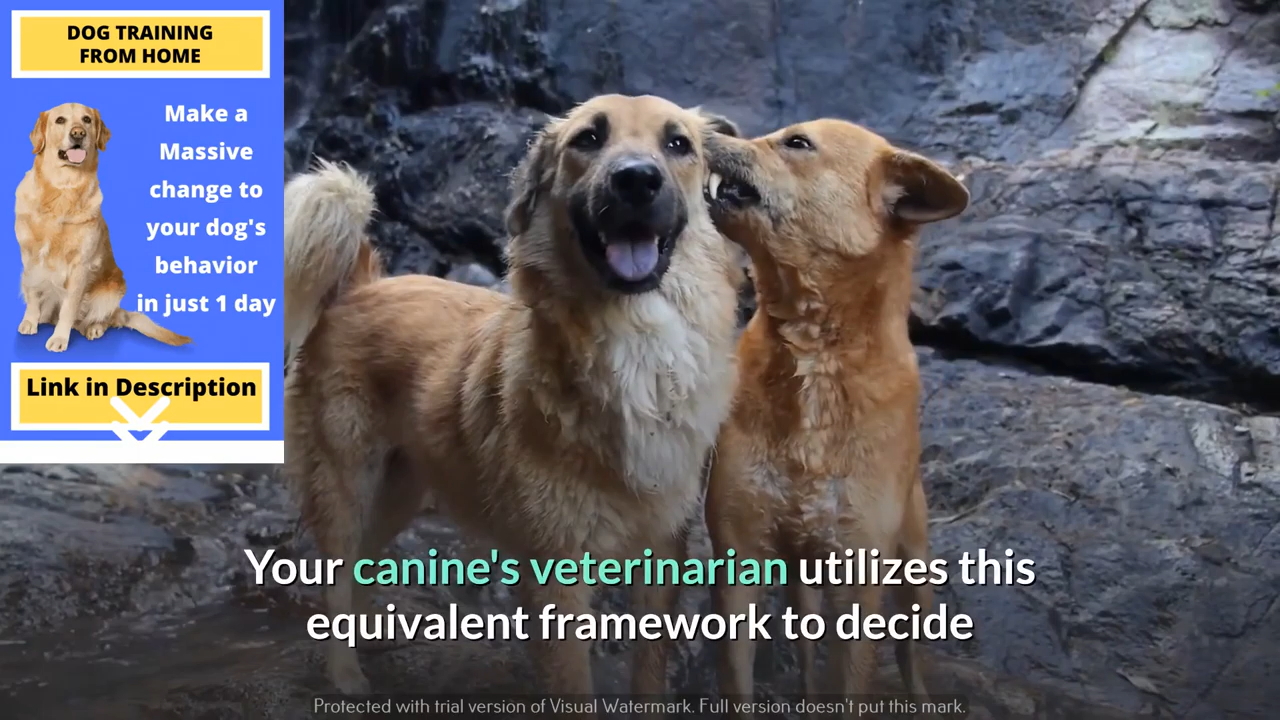 DOG TRAINING
FROM HOME
Make a
Massive
change to
your dog's
behavior
in just 1 day
Link in Description
Your canine's veterinarian utilizes this
equivalent framework to decide
Protected with trial version of Visual Watermark. Full version doesn't put this mark.